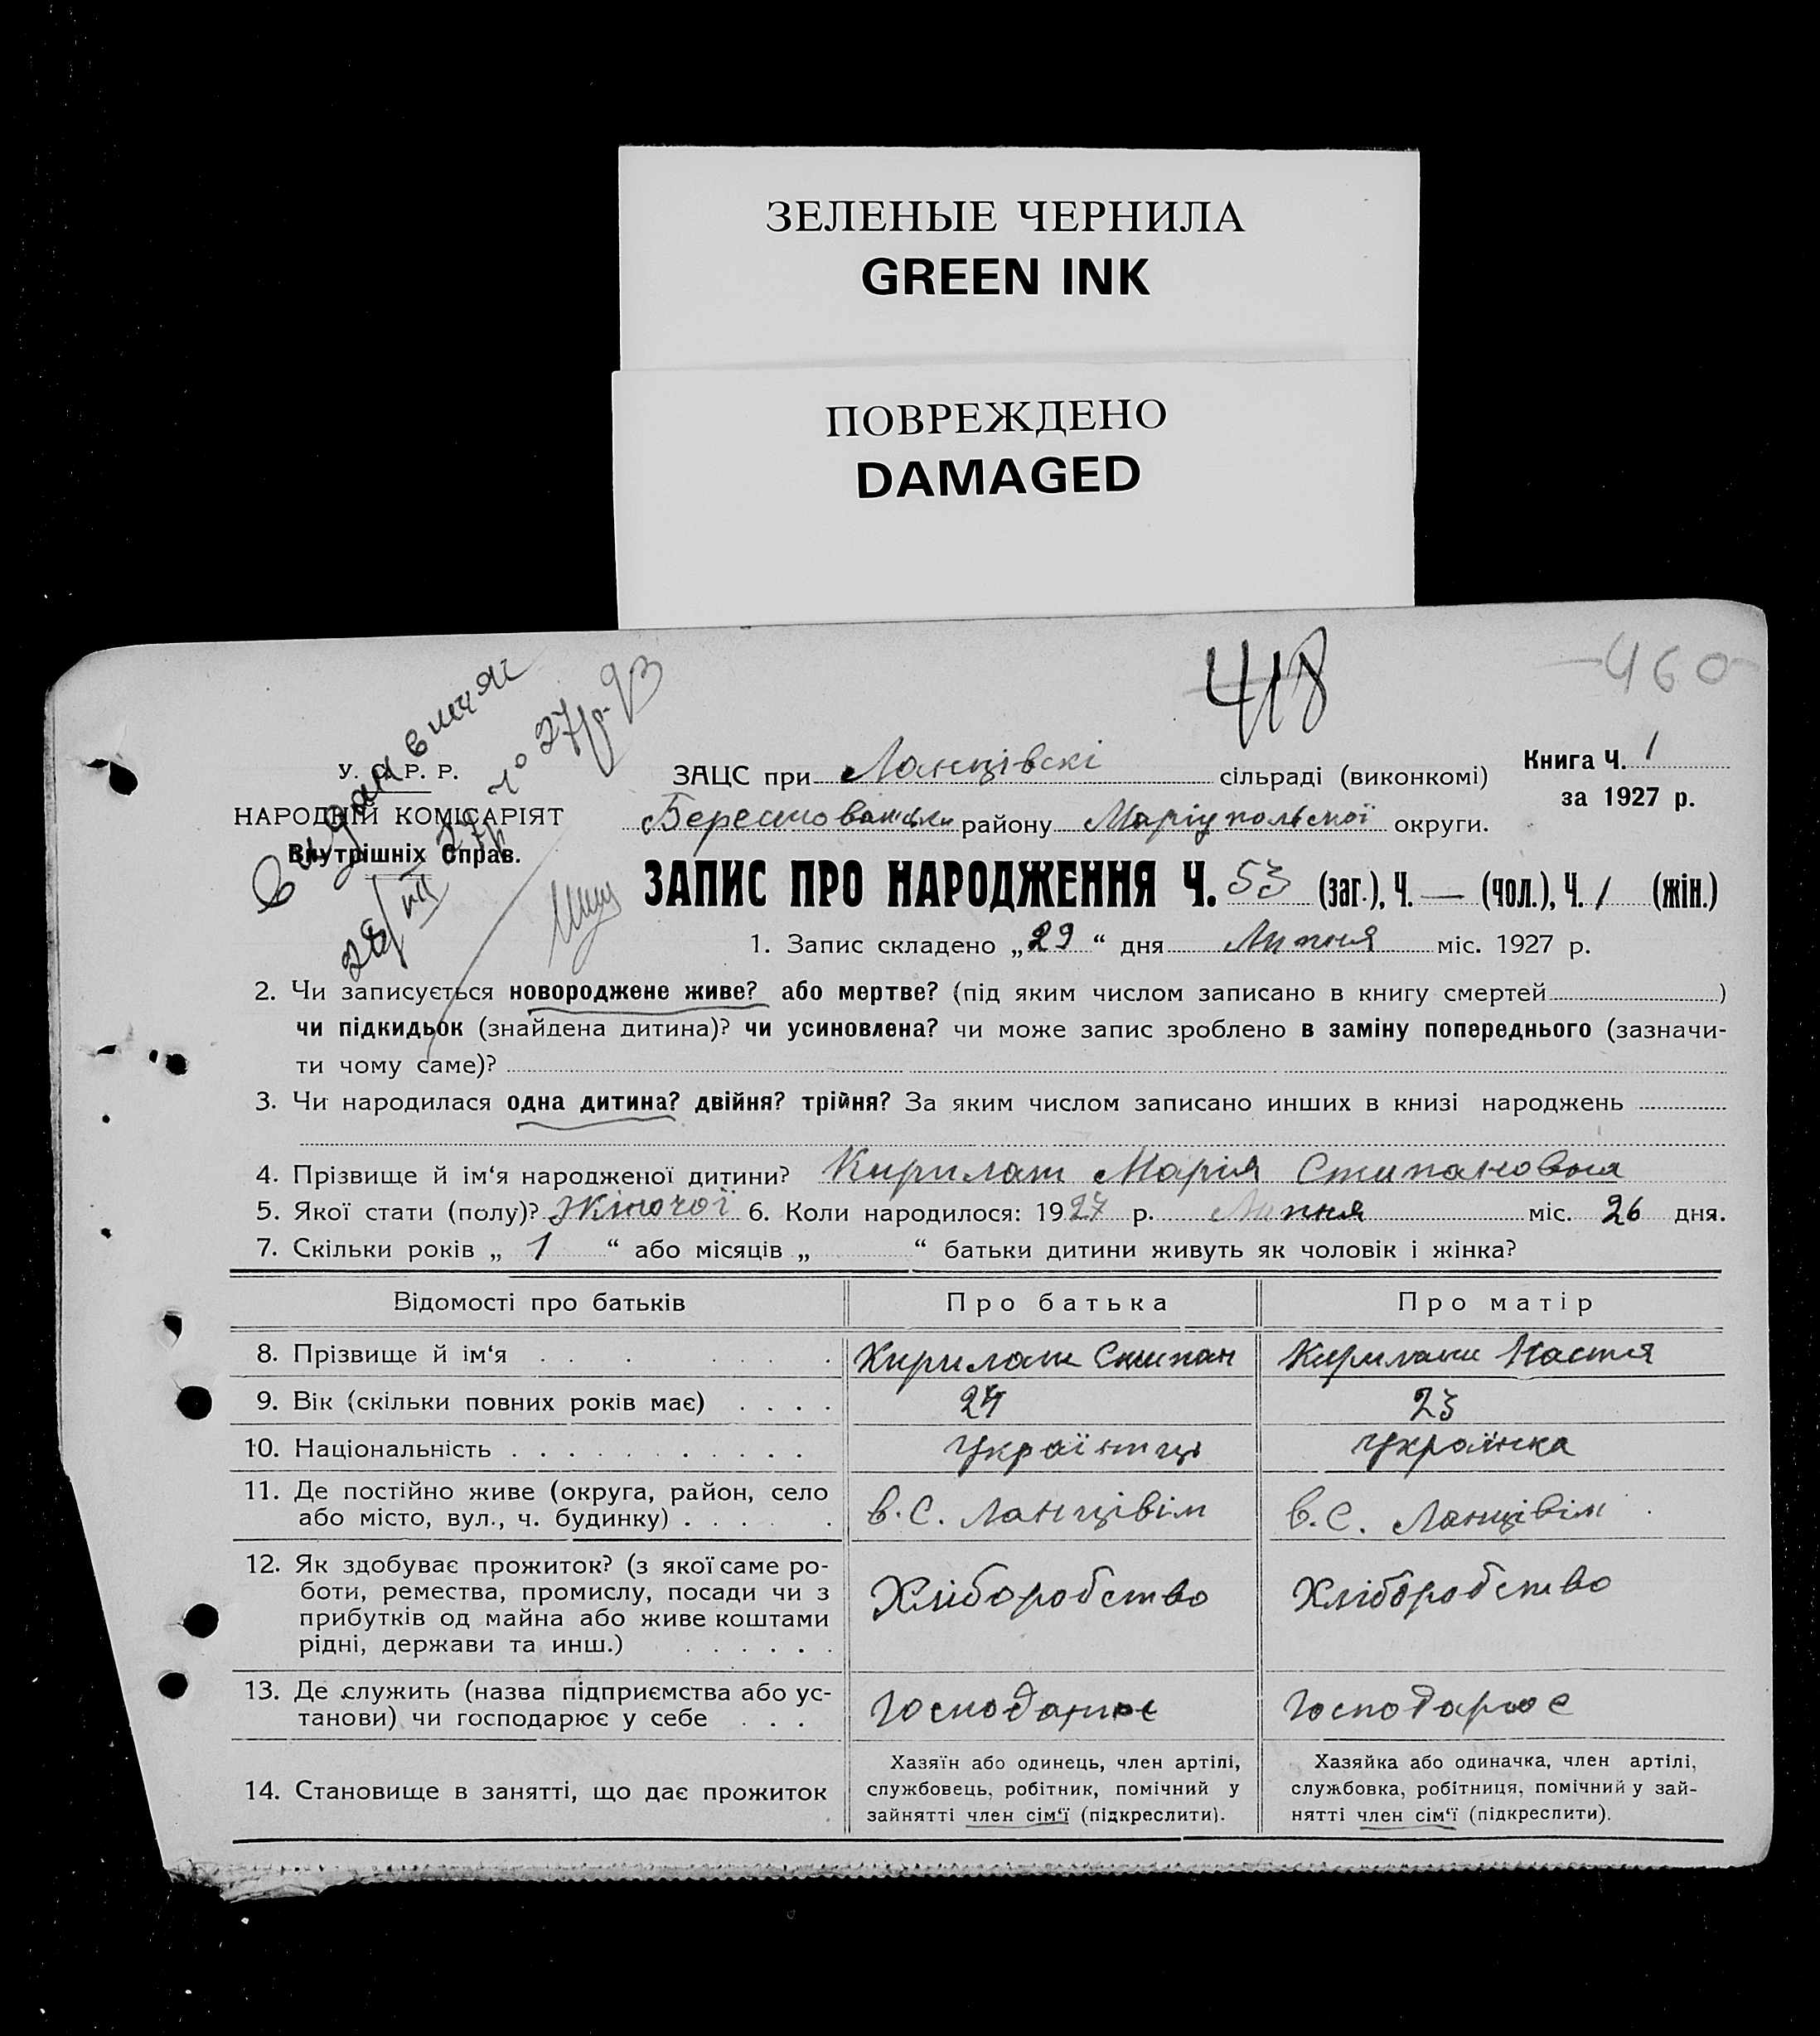 ЗЕЛЕНЫЕ ЧЕРНИЛА
GREEN INK
ПОВРЕЖДЕНО
DAMAGED
418
460
Видан витяг
28/VII 27р. 27р.
У. С. Р. Р.
НАРОДНІЙ КОМІСАРІЯТ
Внутрішніх Справ.
ЗАЦС при Ланцівскі сільраді (виконкомі)
Книга Ч. 1
за 1927 р.
району Маріупольскої округи.
ЗАПИС ПРО НАРОДЖЕННЯ Ч. 53 (заг.), Ч. — (чол.), Ч. 1 (жін.)
1. Запис складено „29“ дня Липня міс. 1927 р.
2. Чи записується новороджене живе? або мертве? (під яким числом записано в книгу смертей )
чи підкидьок (знайдена дитина)? чи усиновлена? чи може запис зроблено в заміну попереднього (зазначи-
ти чому саме)?
3. Чи народилася одна дитина? двійня? трійня? За яким числом записано инших в книзі народжень
4. Прізвище й ім‘я народженої дитини? Кирилаш Марія Стипановня
5. Якої стати (полу)? Жіночої 6. Коли народилося: 1927 р. Липня міс. 26 дня.
7. Скільки років „ 1 “ або місяців „ “ батьки дитини живуть як чоловік і жінка?
Відомості про батьків Про батька Про матір
8. Прізвище й ім‘я Кирилаш Стипан Кирилаш Настя
9. Вік (скільки повних років має) 24 23
10. Національність Українець Українка
11. Де постійно живе (округа, район, село
або місто, вул., ч. будинку) в. с. Ланцівім в. с. Ланцівім
12. Як здобуває прожиток? (з якої саме ро-
боти, ремества, промислу, посади чи з
прибутків од майна або живе коштами
рідні, держави та инш.)
Хліборобство Хліборобство
13. Де служить (назва підприємства або ус-
танови) чи господарює у себе
Господарює Господарює
14. Становище в занятті, що дає прожиток
Хазяїн або одинець, член артілі,
службовець, робітник, помічний у
зайнятті член сім‘ї (підкреслити).
Хазяйка або одиначка, член артілі,
службовка, робітниця, помічний у зай-
нятті член сім‘ї (підкреслити).